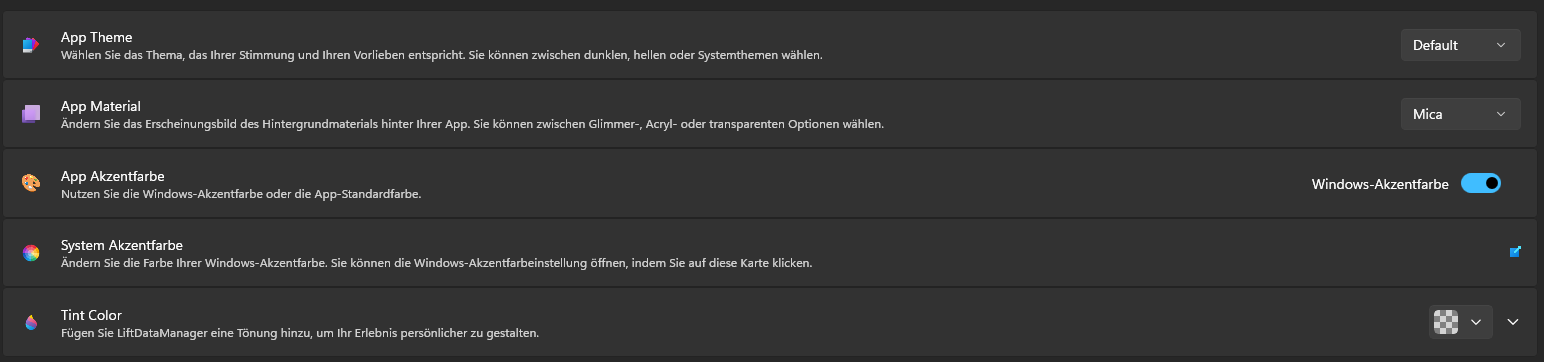 App Theme
Wählen Sie das Thema, das Ihrer Stimmung und Ihren Vorlieben entspricht. Sie können zwischen dunklen, hellen oder Systhemthemen wählen.
Default
App Material
Ändern Sie das Erscheinungsbild des Hintergrundmaterials hinter Ihrer App. Sie können zwischen Glimmer-, Acryl- oder transparenten Optionen wählen.
Mica
App Akzentfarbe
Nutzen Sie die Windows-Akzentfarbe oder die App-Standardfarbe.
Windows-Akzentfarbe
System Akzentfarbe
Ändern Sie die Farbe Ihrer Windows-Akzentfarbe. Sie können die Windows-Akzentfarbeinstellung öffnen, indem Sie auf diese Karte klicken.
Tint Color
Fügen Sie LiftDataManager eine Tönung hinzu, um Ihr Erlebnis persönlicher zu gestalten.